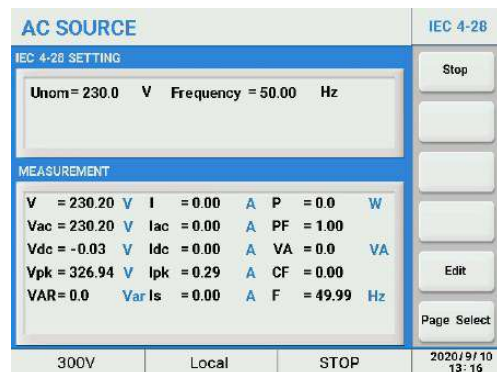 AC SOURCE
IEC 4-28
IEC 4-28 SETTING
Unom = 230.0 V Frequency = 50.00 Hz
Stop
MEASUREMENT
V = 230.20 V I = 0.00 A P = 0.0 W
Vac = 230.20 V Iac = 0.00 A PF = 1.00
Vdc = -0.03 V Idc = 0.00 A VA = 0.0 VA
Vpk = 326.94 V Ipk = 0.29 A CF = 0.00
VAR= 0.0 Var Is = 0.00 A F = 49.99 Hz
Edit
Page Select
300V Local STOP
2020/9/10
13:16